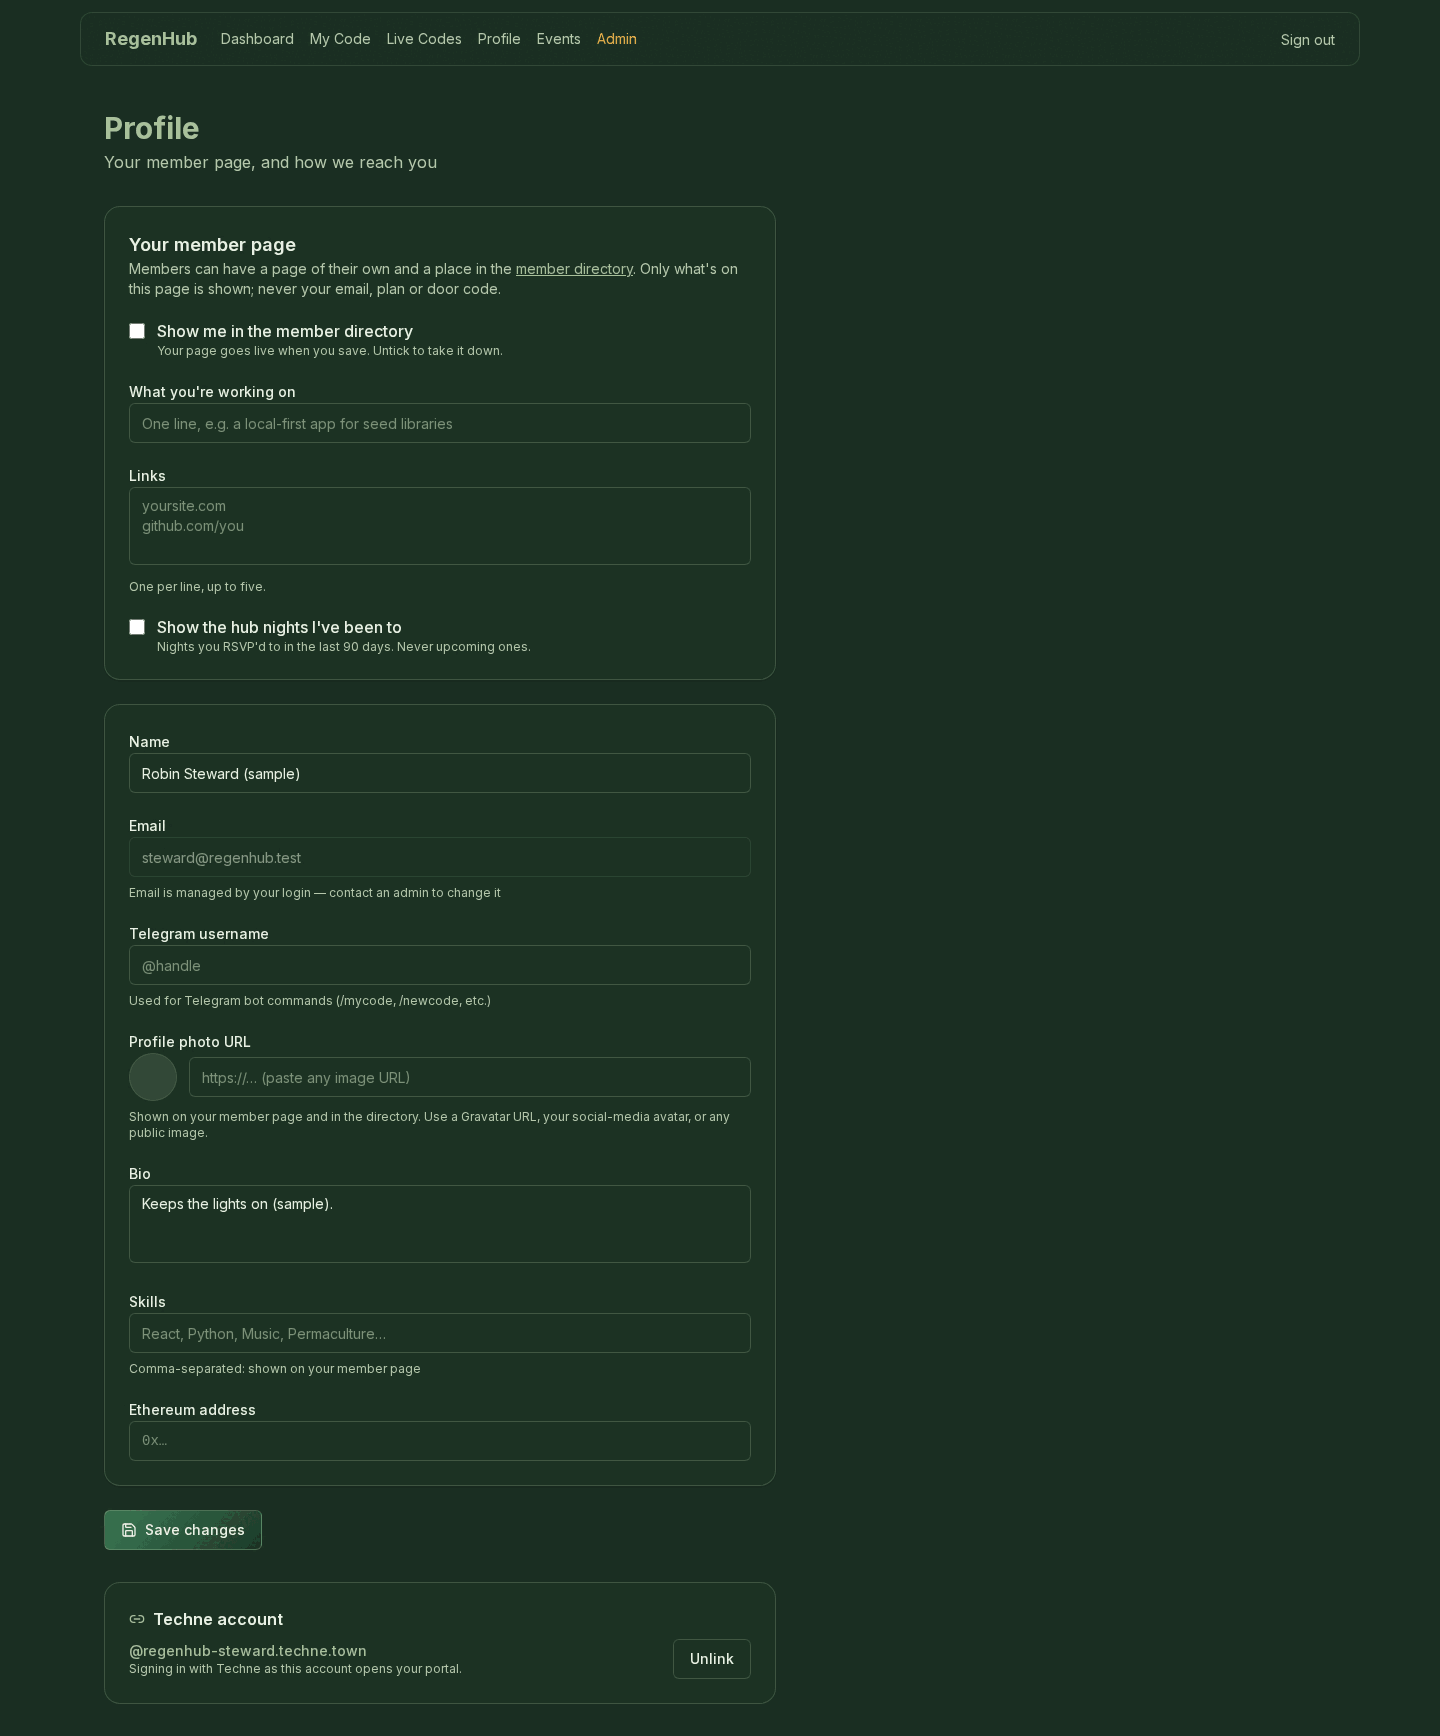 RegenHub Dashboard My Code Live Codes Profile Events Admin Sign out
Profile
Your member page, and how we reach you
Your member page
Members can have a page of their own and a place in the member directory. Only what's on
this page is shown; never your email, plan or door code.
Show me in the member directory
Your page goes live when you save. Untick to take it down.
What you're working on
One line, e.g. a local-first app for seed libraries
Links
yoursite.com
github.com/you
One per line, up to five.
Show the hub nights I've been to
Nights you RSVP'd to in the last 90 days. Never upcoming ones.
Name
Robin Steward (sample)
Email
steward@regenhub.test
Email is managed by your login — contact an admin to change it
Telegram username
@handle
Used for Telegram bot commands (/mycode, /newcode, etc.)
Profile photo URL
https://… (paste any image URL)
Shown on your member page and in the directory. Use a Gravatar URL, your social-media avatar, or any
public image.
Bio
Keeps the lights on (sample).
Skills
React, Python, Music, Permaculture…
Comma-separated: shown on your member page
Ethereum address
0x…
Save changes
Techne account
@regenhub-steward.techne.town
Signing in with Techne as this account opens your portal.
Unlink